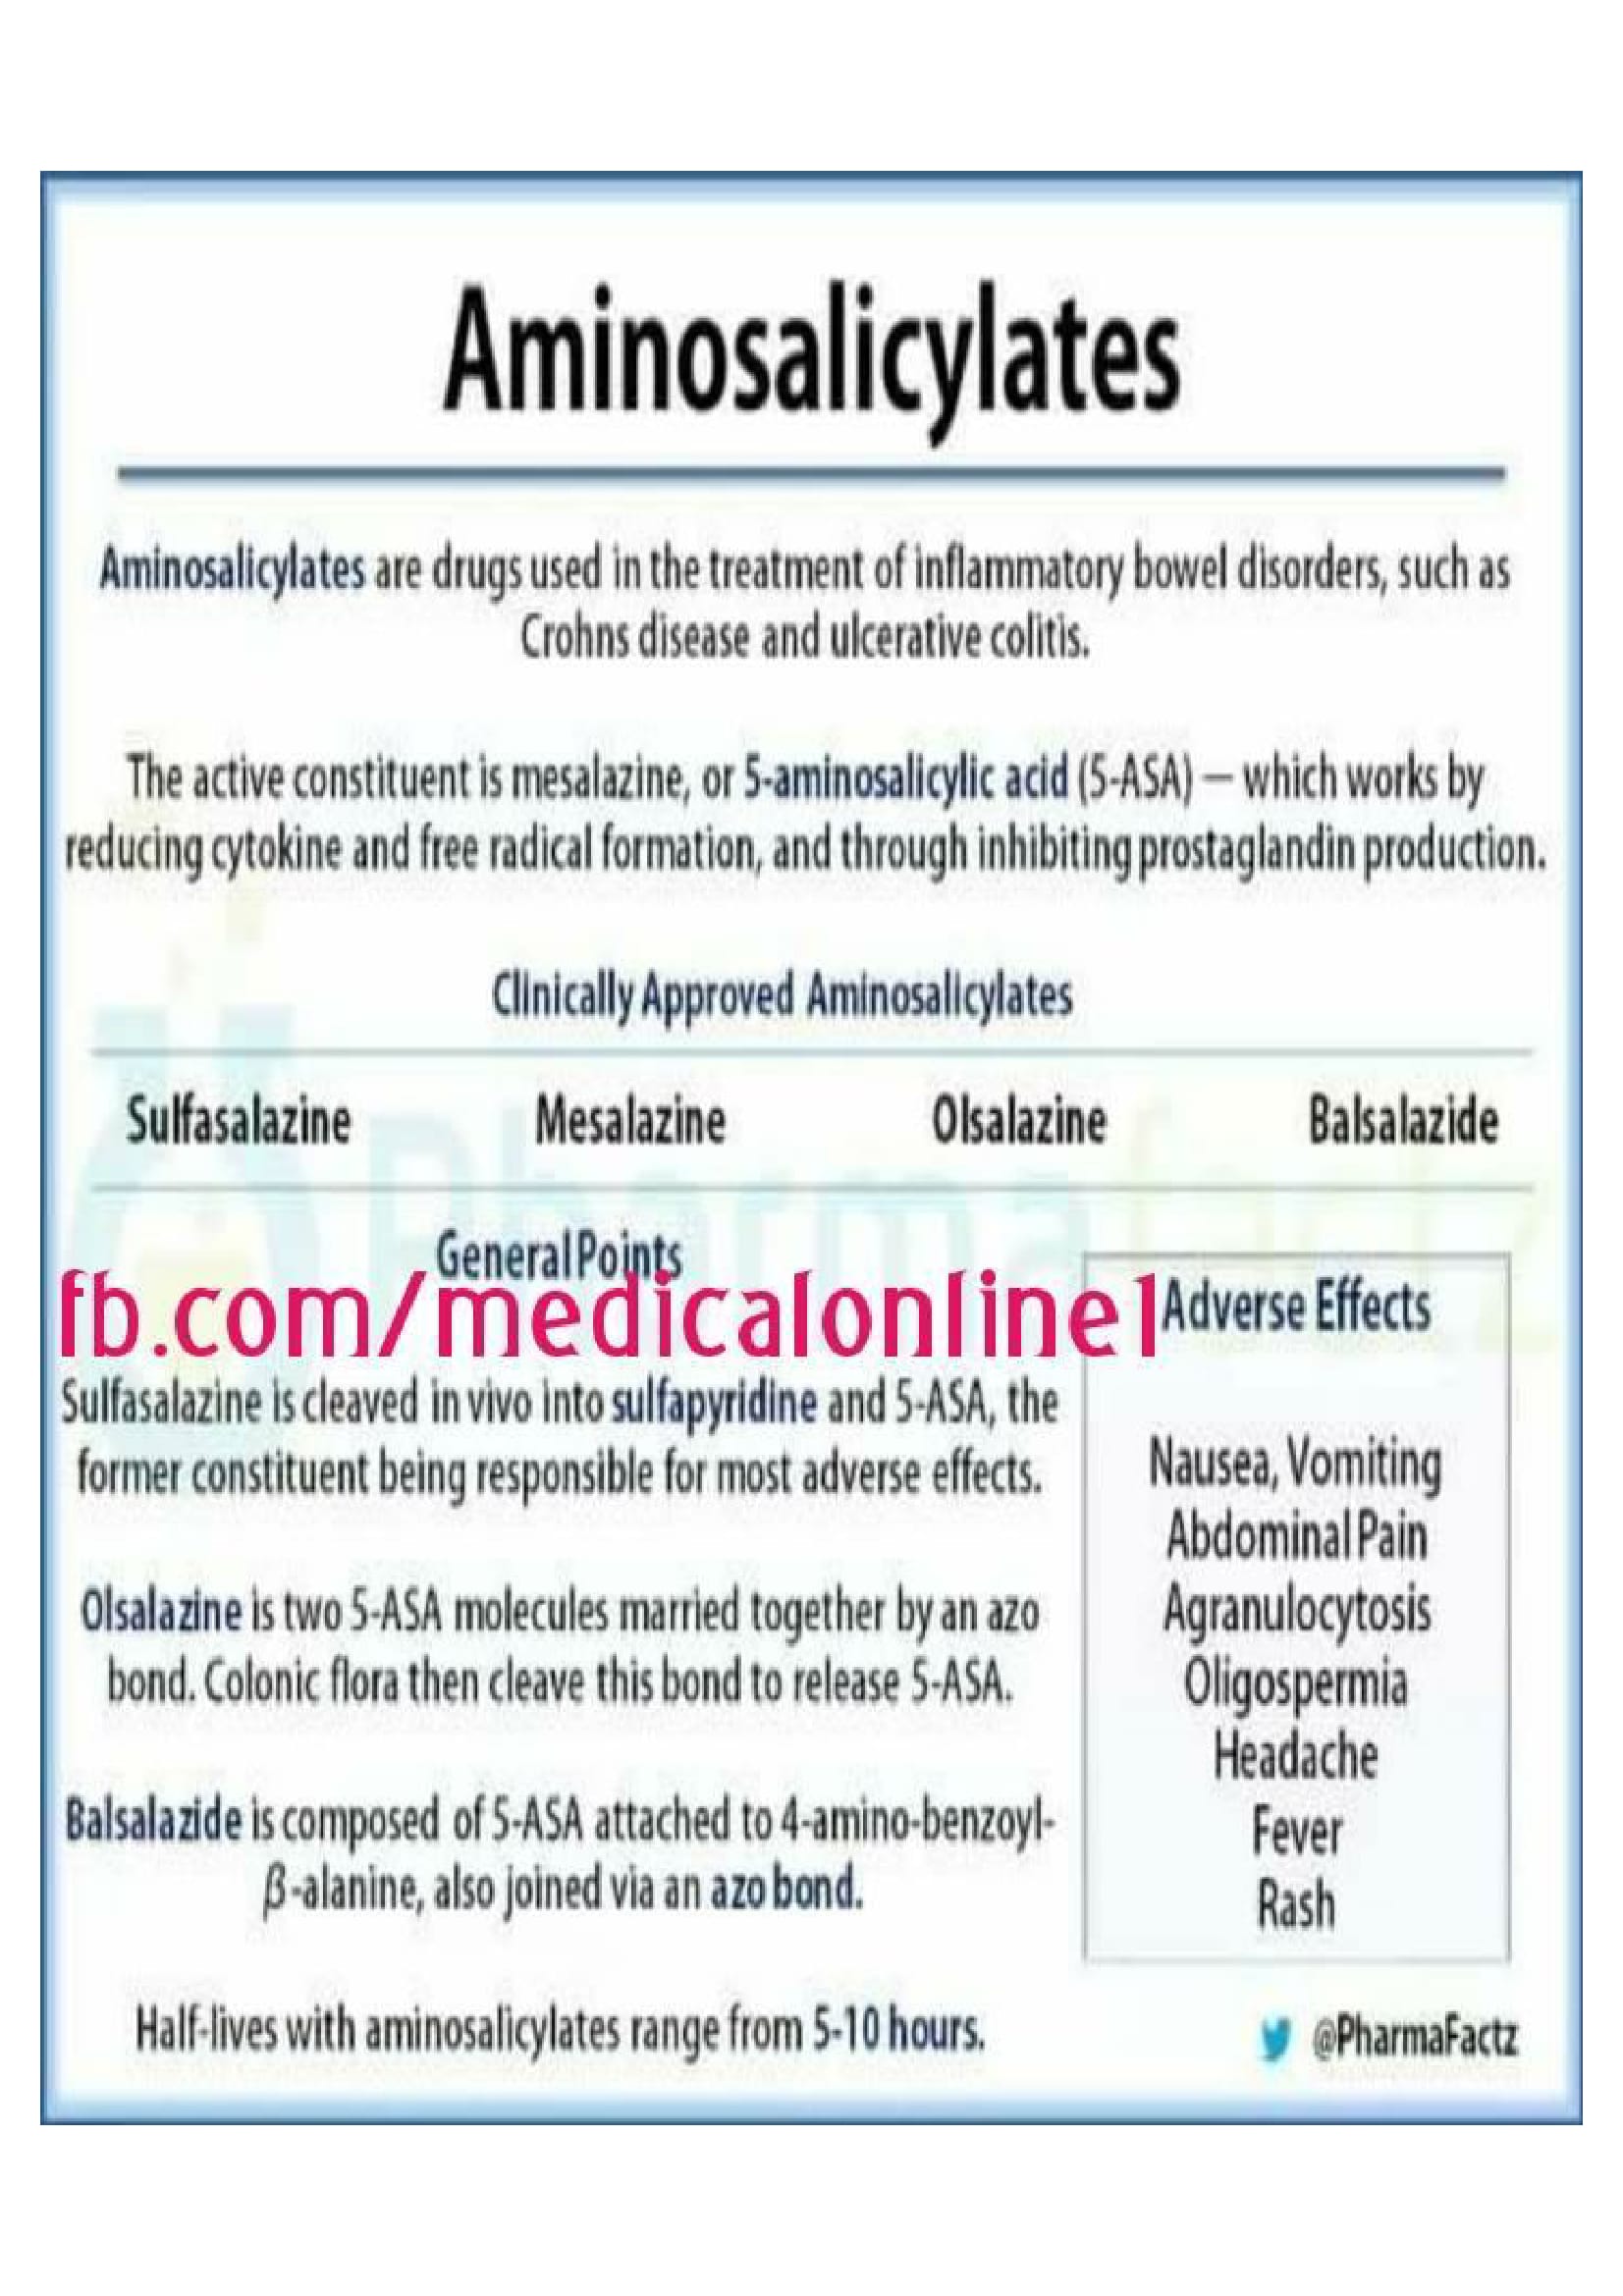 Aminosalicylates
Aminosalicylates are drugs used in the treatment of inflammatory bowel disorders, such as
Crohns disease and ulcerative colitis.
The active constituent is mesalazine, or 5-aminosalicylic acid (5-ASA) — which works by
reducing cytokine and free radical formation, and through inhibiting prostaglandin production.
Clinically Approved Aminosalicylates
Sulfasalazine Mesalazine Olsalazine Balsalazide
Pharmafactz
General Points
fb.com/medicalonline1
Sulfasalazine is cleaved in vivo into sulfapyridine and 5-ASA, the
former constituent being responsible for most adverse effects.
Olsalazine is two 5-ASA molecules married together by an azo
bond. Colonic flora then cleave this bond to release 5-ASA.
Balsalazide is composed of 5-ASA attached to 4-amino-benzoyl-
β-alanine, also joined via an azo bond.
Half-lives with aminosalicylates range from 5-10 hours.
Adverse Effects
Nausea, Vomiting
Abdominal Pain
Agranulocytosis
Oligospermia
Headache
Fever
Rash
@PharmaFactz